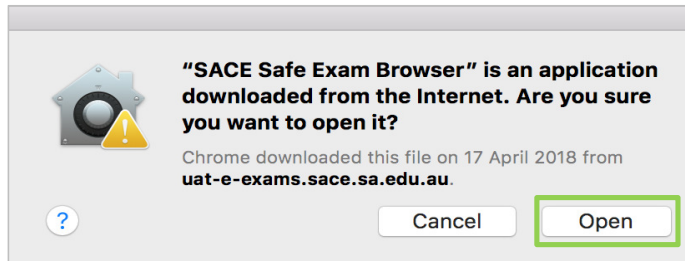 “SACE Safe Exam Browser” is an application
downloaded from the Internet. Are you sure
you want to open it?
Chrome downloaded this file on 17 April 2018 from
uat-e-exams.sace.sa.edu.au.
? Cancel Open